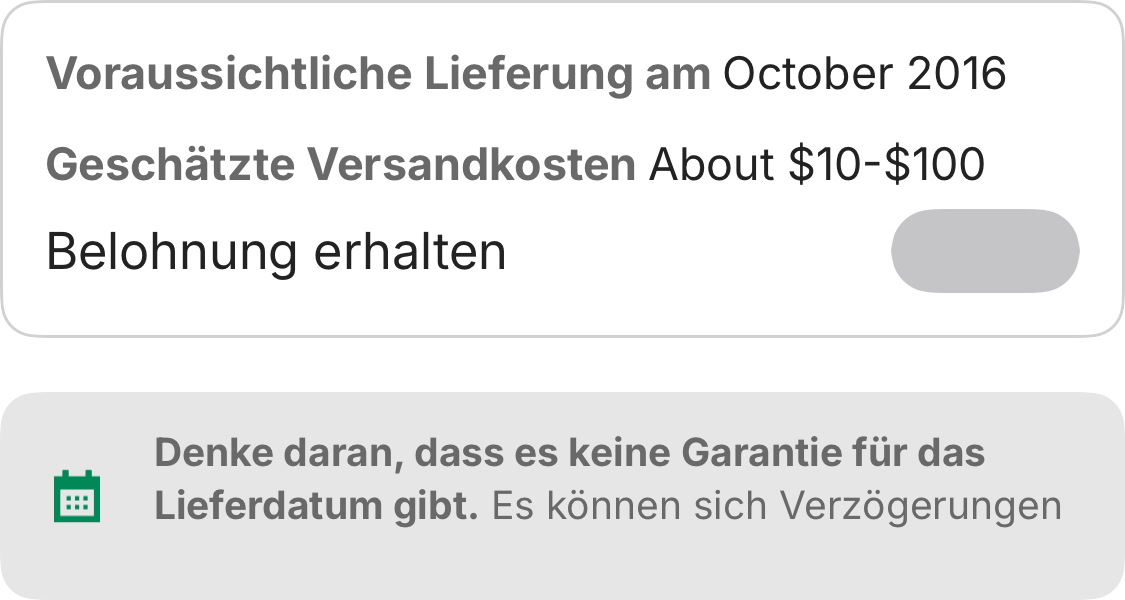 Voraussichtliche Lieferung am October 2016
Geschätzte Versandkosten About $10-$100
Belohnung erhalten
Denke daran, dass es keine Garantie für das
Lieferdatum gibt. Es können sich Verzögerungen